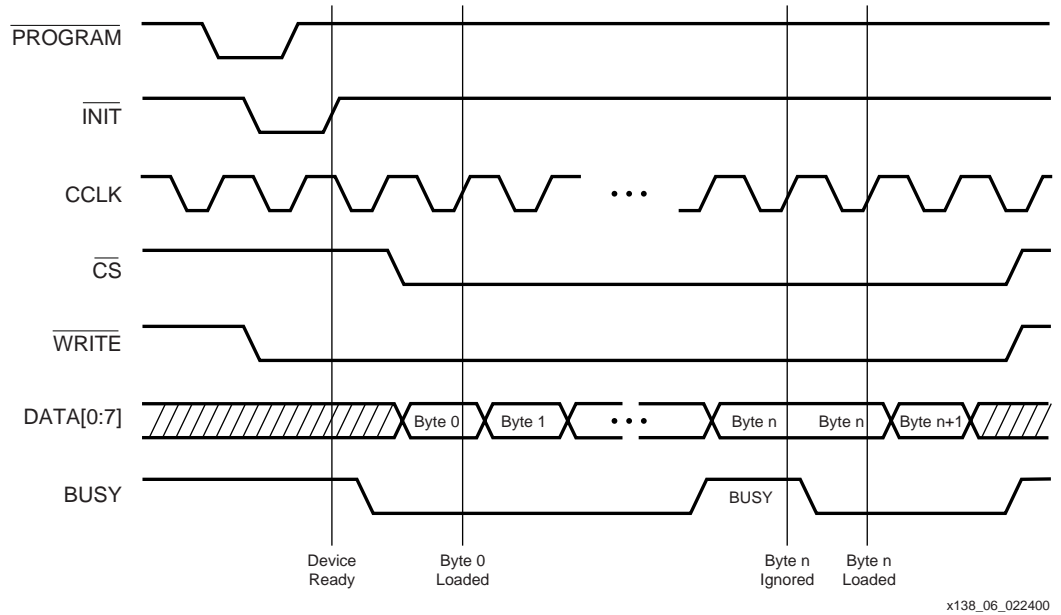 PROGRAM
INIT
CCLK
• • •
CS
WRITE
DATA[0:7]
Byte 0
Byte 1
• • •
Byte n
Byte n
Byte n+1
BUSY
BUSY
Device
Ready
Byte 0
Loaded
Byte n
Ignored
Byte n
Loaded
x138_06_022400